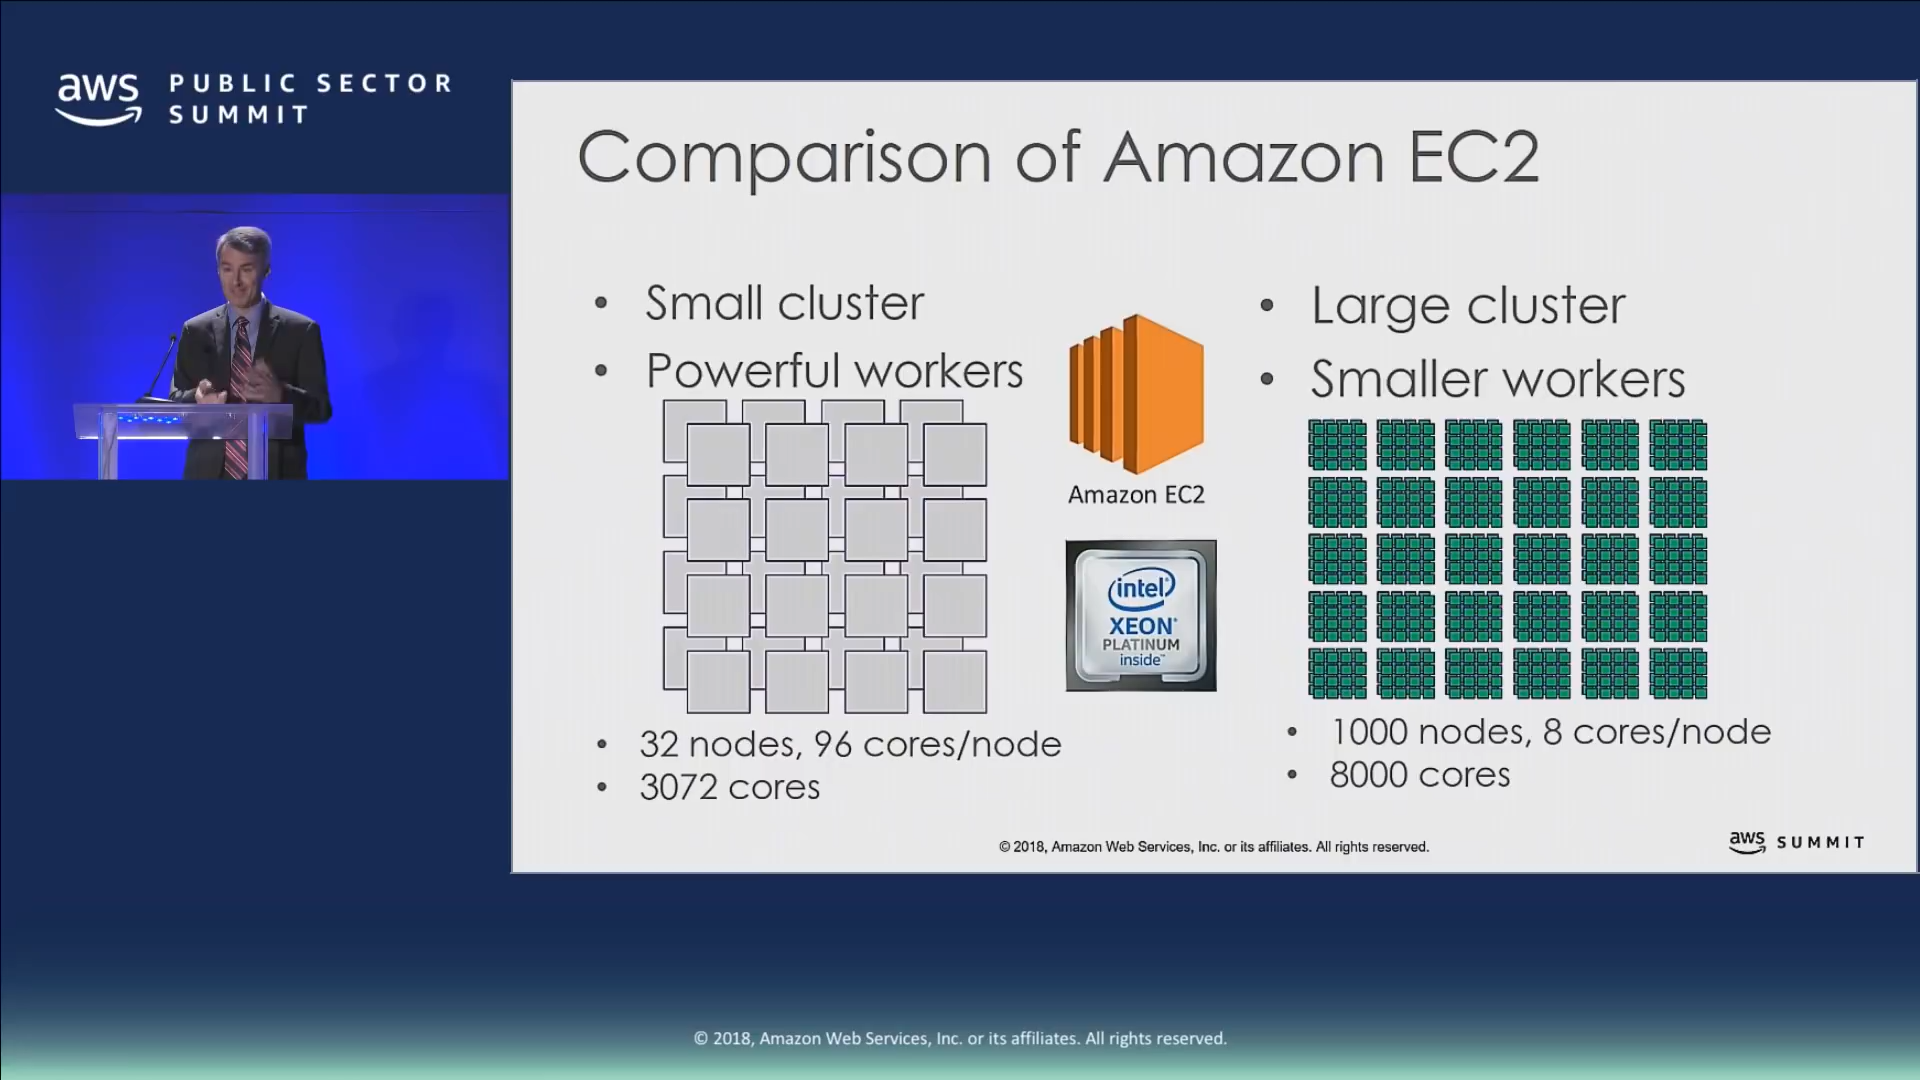 aws PUBLIC SECTOR
SUMMIT
Comparison of Amazon EC2
• Small cluster
• Powerful workers
• 32 nodes, 96 cores/node
• 3072 cores
Amazon EC2
intel®
XEON®
PLATINUM
inside™
• Large cluster
• Smaller workers
• 1000 nodes, 8 cores/node
• 8000 cores
© 2018, Amazon Web Services, Inc. or its affiliates. All rights reserved.
aws SUMMIT
© 2018, Amazon Web Services, Inc. or its affiliates. All rights reserved.